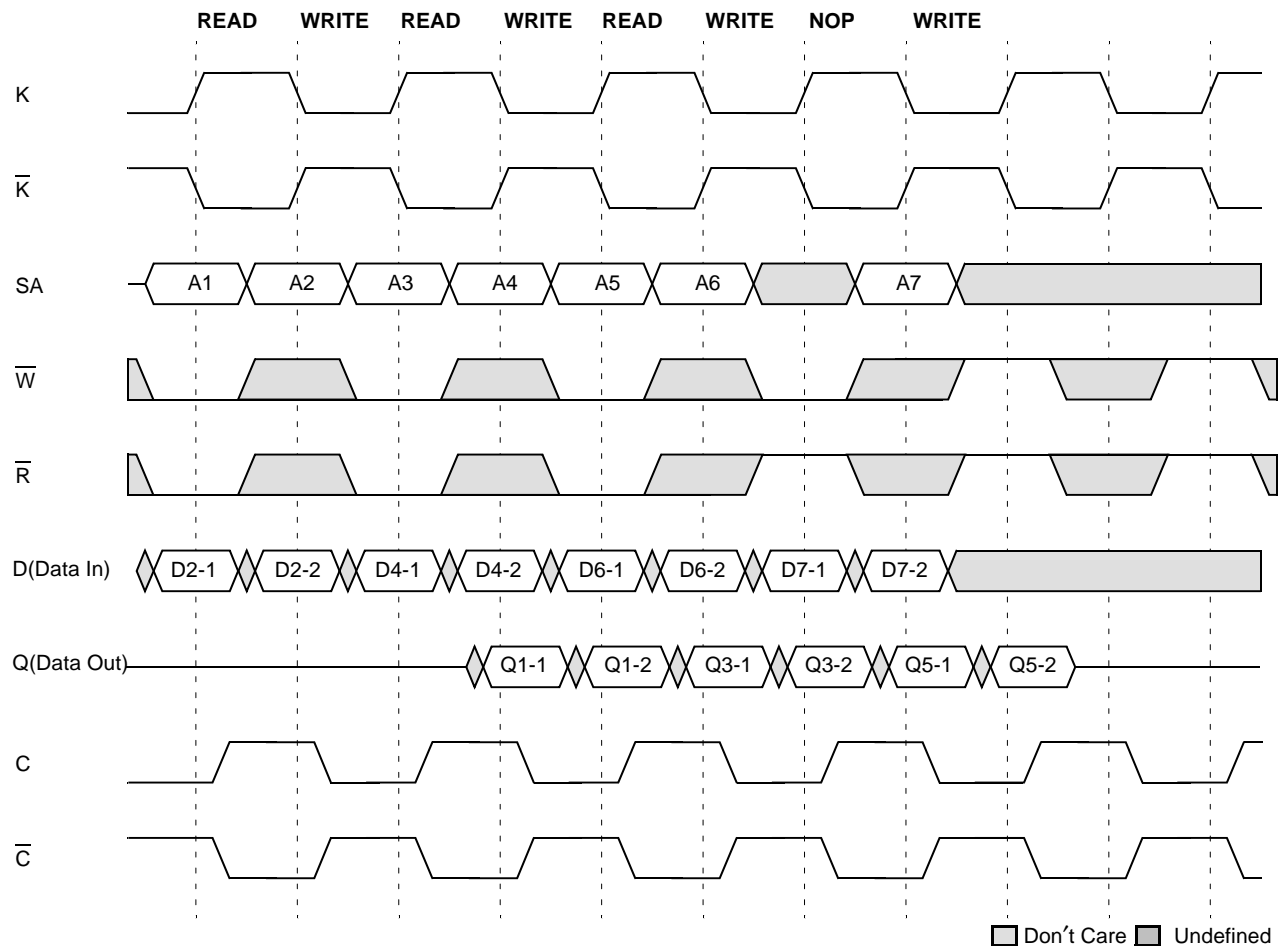 READ WRITE READ WRITE READ WRITE NOP WRITE
K
K̅
SA A1 A2 A3 A4 A5 A6 A7
W̅
R̅
D(Data In) D2-1 D2-2 D4-1 D4-2 D6-1 D6-2 D7-1 D7-2
Q(Data Out) Q1-1 Q1-2 Q3-1 Q3-2 Q5-1 Q5-2
C
C̅
Don′t Care Undefined